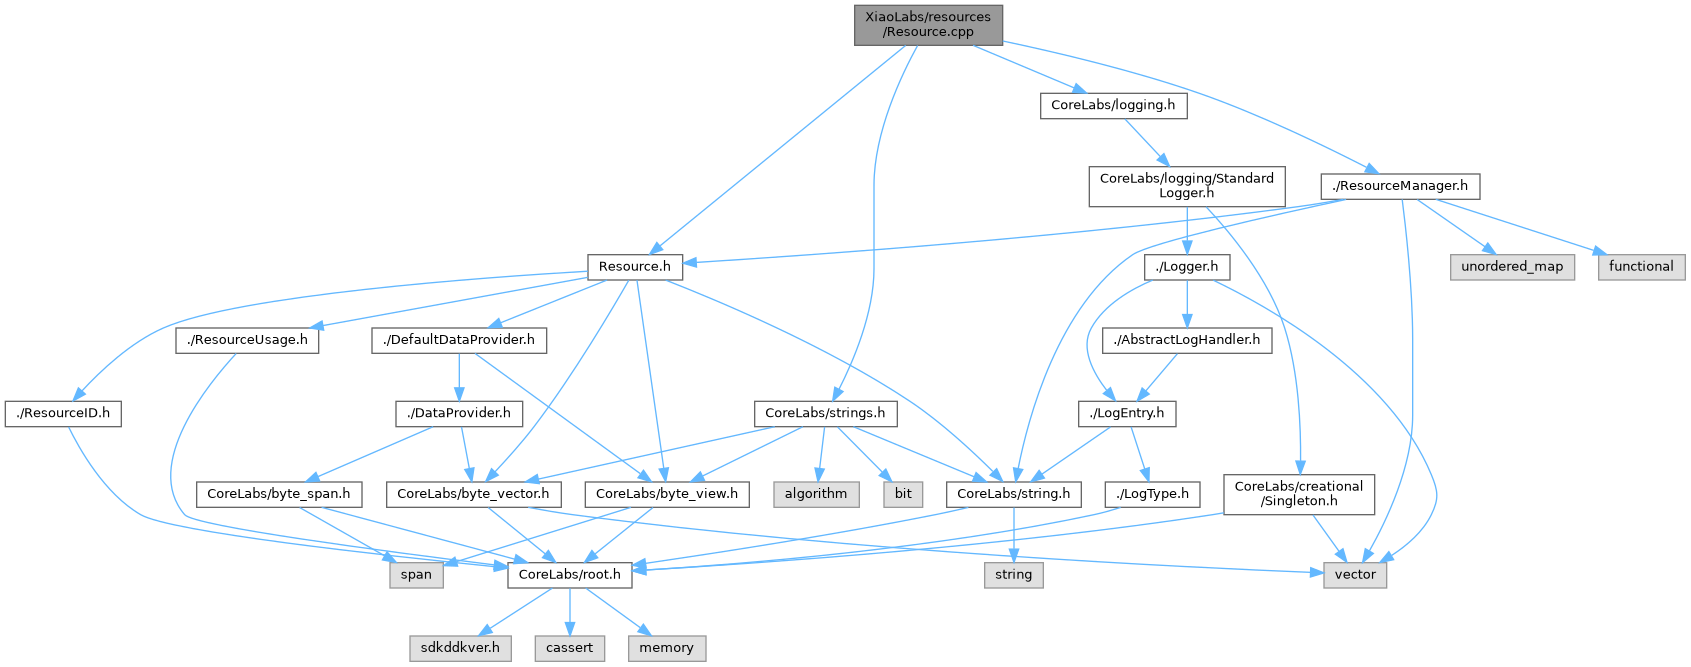 XiaoLabs/resources
/Resource.cpp
CoreLabs/logging.h
CoreLabs/logging/Standard
Logger.h
./ResourceManager.h
Resource.h
./Logger.h
unordered_map
functional
./ResourceUsage.h
./DefaultDataProvider.h
./AbstractLogHandler.h
./ResourceID.h
./DataProvider.h
CoreLabs/strings.h
./LogEntry.h
CoreLabs/byte_span.h
CoreLabs/byte_vector.h
CoreLabs/byte_view.h
algorithm
bit
CoreLabs/string.h
./LogType.h
CoreLabs/creational
/Singleton.h
span
CoreLabs/root.h
string
vector
sdkddkver.h
cassert
memory